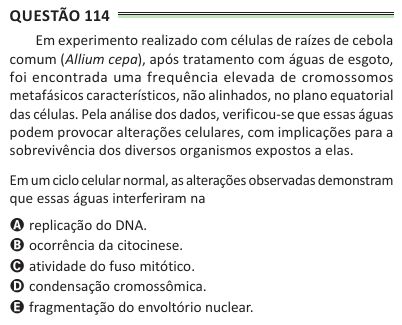 QUESTÃO 114
Em experimento realizado com células de raízes de cebola
comum (Allium cepa), após tratamento com águas de esgoto,
foi encontrada uma frequência elevada de cromossomos
metafásicos característicos, não alinhados, no plano equatorial
das células. Pela análise dos dados, verificou-se que essas águas
podem provocar alterações celulares, com implicações para a
sobrevivência dos diversos organismos expostos a elas.
Em um ciclo celular normal, as alterações observadas demonstram
que essas águas interferiram na
A replicação do DNA.
B ocorrência da citocinese.
C atividade do fuso mitótico.
D condensação cromossômica.
E fragmentação do envoltório nuclear.